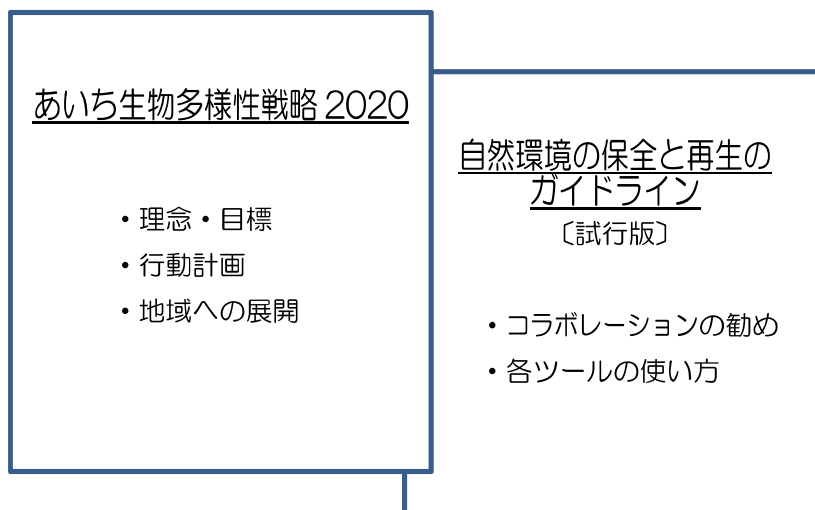 あいち生物多様性戦略 2020
・理念・目標
・行動計画
・地域への展開
自然環境の保全と再生の
ガイドライン
〔試行版〕
・コラボレーションの勧め
・各ツールの使い方